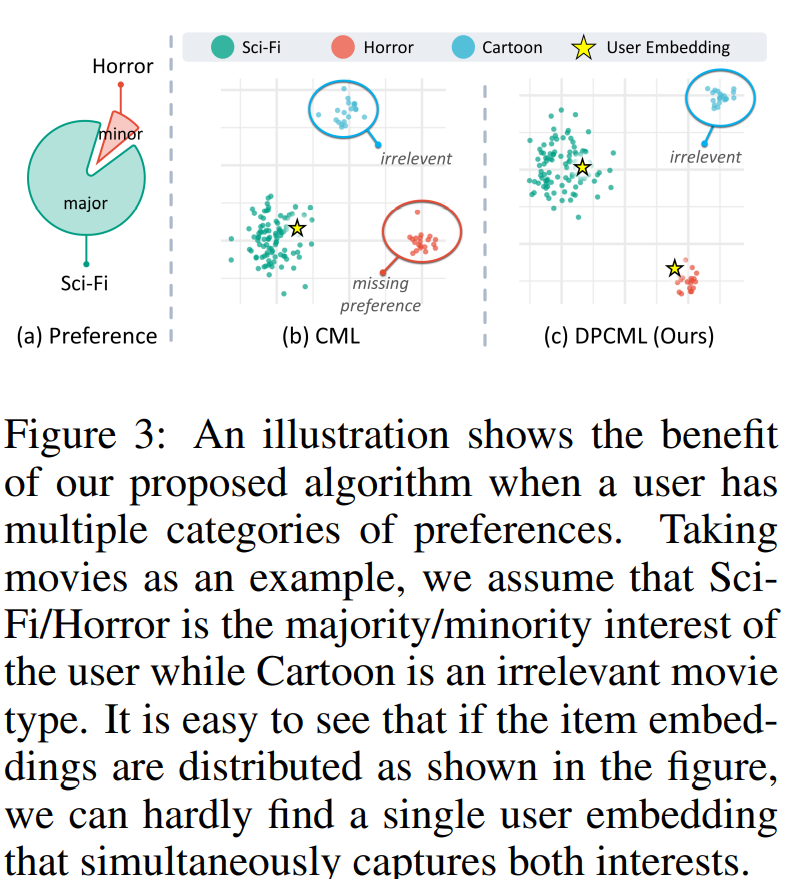 Sci-Fi Horror Cartoon User Embedding
Horror
minor
major
Sci-Fi
(a) Preference
irrelevent
missing
preference
(b) CML
irrelevent
(c) DPCML (Ours)
Figure 3: An illustration shows the benefit
of our proposed algorithm when a user has
multiple categories of preferences. Taking
movies as an example, we assume that Sci-
Fi/Horror is the majority/minority interest of
the user while Cartoon is an irrelevant movie
type. It is easy to see that if the item embed-
dings are distributed as shown in the figure,
we can hardly find a single user embedding
that simultaneously captures both interests.